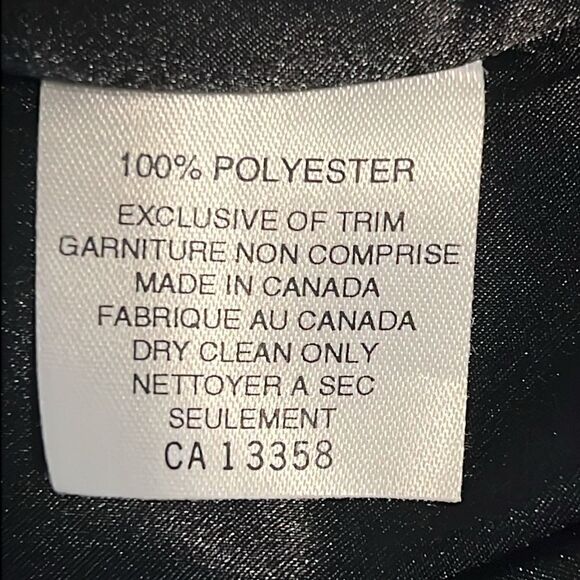 100% POLYESTER
EXCLUSIVE OF TRIM
GARNITURE NON COMPRISE
MADE IN CANADA
FABRIQUE AU CANADA
DRY CLEAN ONLY
NETTOYER A SEC
SEULEMENT
CA 13358